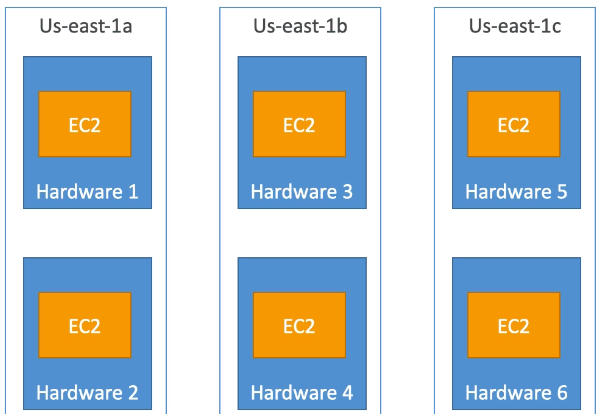 Us-east-1a
EC2
Hardware 1
EC2
Hardware 2
Us-east-1b
EC2
Hardware 3
EC2
Hardware 4
Us-east-1c
EC2
Hardware 5
EC2
Hardware 6